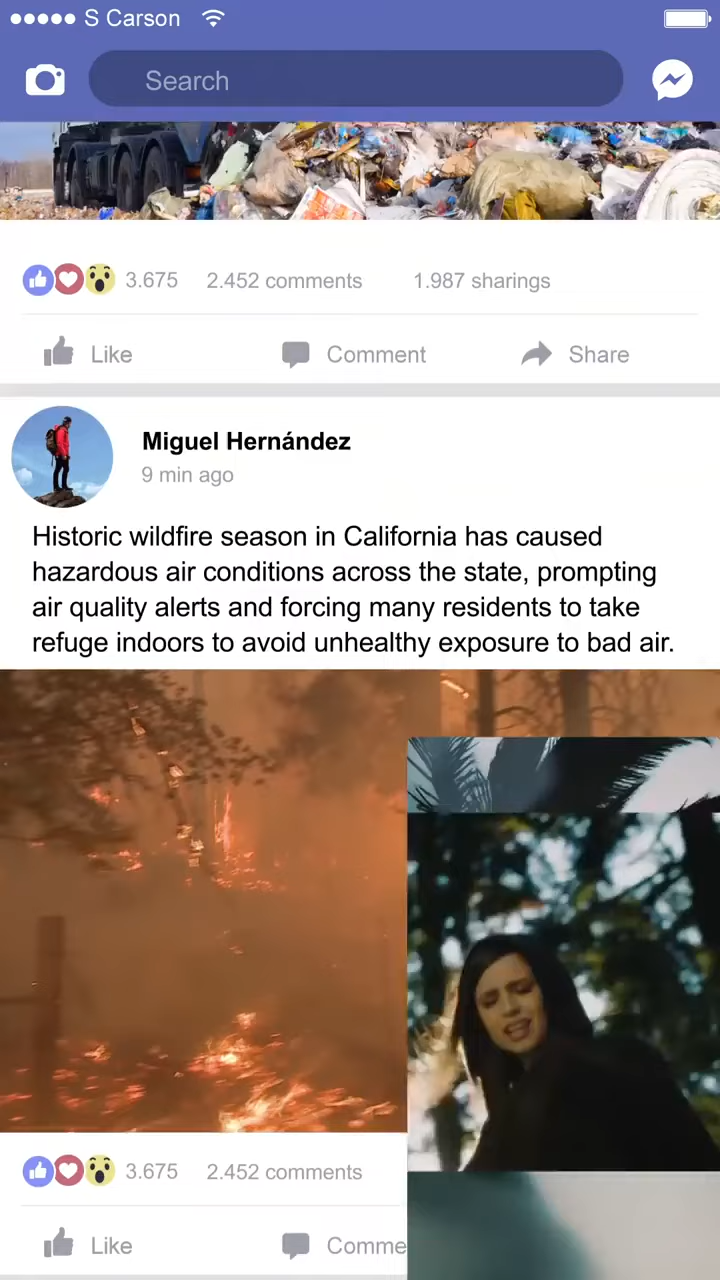 S Carson
Search
3.675 2.452 comments 1.987 sharings
Like Comment Share
Miguel Hernández
9 min ago
Historic wildfire season in California has caused
hazardous air conditions across the state, prompting
air quality alerts and forcing many residents to take
refuge indoors to avoid unhealthy exposure to bad air.
3.675 2.452 comments
Like Comme